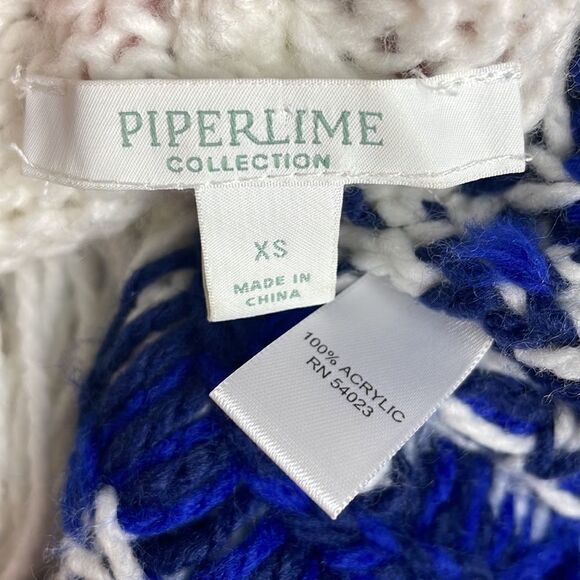 PIPERLIME
COLLECTION
XS
MADE IN
CHINA
100% ACRYLIC
RN 54023